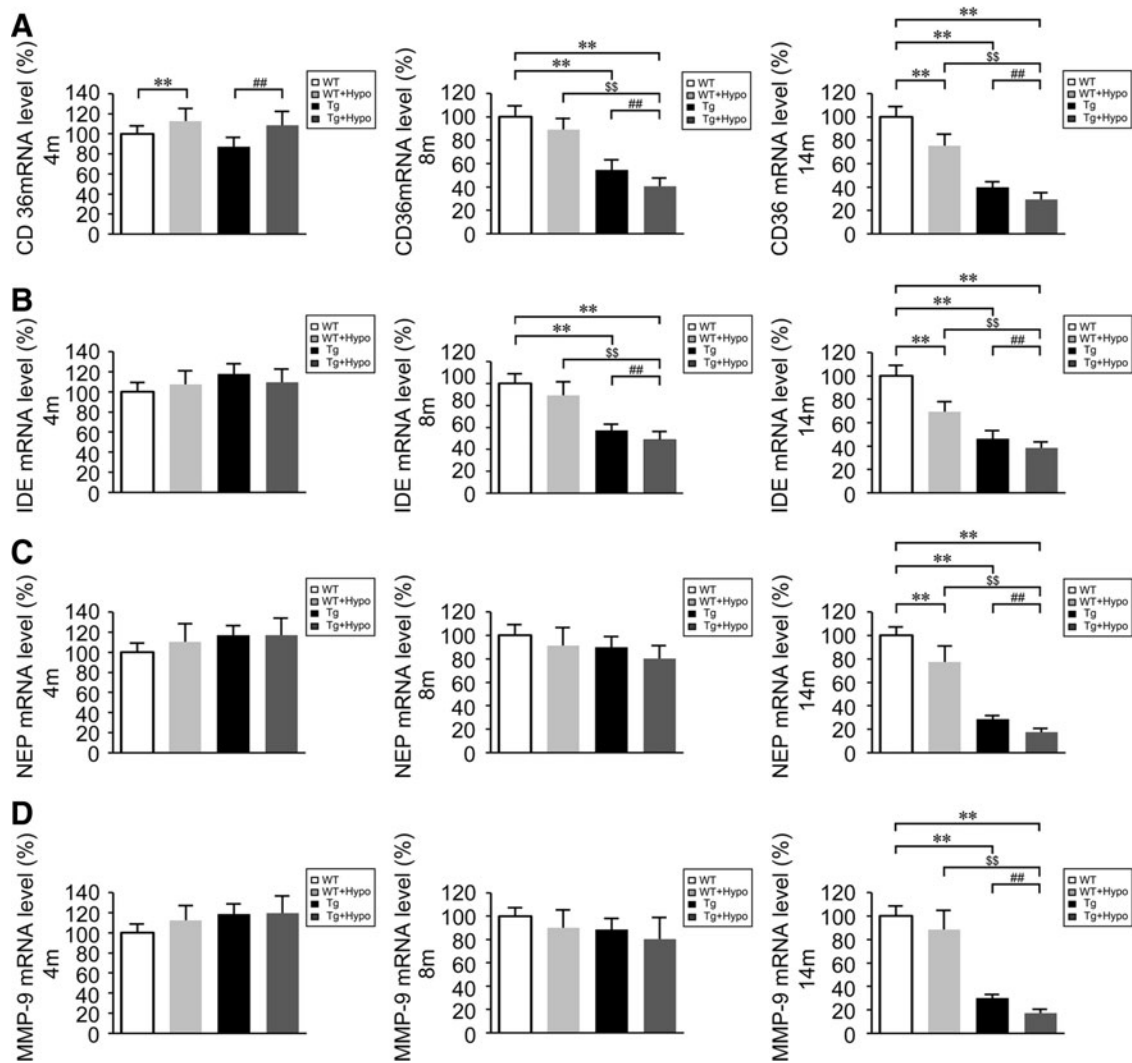 A
CD 36mRNA level (%)
4m
140
120
100
80
60
40
20
0
**
##
WT
WT+Hypo
Tg
Tg+Hypo
CD36mRNA level (%)
8m
120
100
80
60
40
20
0
**
**
$$
##
WT
WT+Hypo
Tg
Tg+Hypo
CD36 mRNA level (%)
14m
120
100
80
60
40
20
0
**
**
$$
**
##
WT
WT+Hypo
Tg
Tg+Hypo
B
IDE mRNA level (%)
4m
140
120
100
80
60
40
20
0
WT
WT+Hypo
Tg
Tg+Hypo
IDE mRNA level (%)
8m
120
100
80
60
40
20
0
**
**
$$
##
WT
WT+Hypo
Tg
Tg+Hypo
IDE mRNA level (%)
14m
120
100
80
60
40
20
0
**
**
$$
**
##
WT
WT+Hypo
Tg
Tg+Hypo
C
NEP mRNA level (%)
4m
140
120
100
80
60
40
20
0
WT
WT+Hypo
Tg
Tg+Hypo
NEP mRNA level (%)
8m
120
100
80
60
40
20
0
WT
WT+Hypo
Tg
Tg+Hypo
NEP mRNA level (%)
14m
120
100
80
60
40
20
0
**
**
$$
**
##
WT
WT+Hypo
Tg
Tg+Hypo
D
MMP-9 mRNA level (%)
4m
140
120
100
80
60
40
20
0
WT
WT+Hypo
Tg
Tg+Hypo
MMP-9 mRNA level (%)
8m
120
100
80
60
40
20
0
WT
WT+Hypo
Tg
Tg+Hypo
MMP-9 mRNA level (%)
14m
120
100
80
60
40
20
0
**
**
$$
##
WT
WT+Hypo
Tg
Tg+Hypo